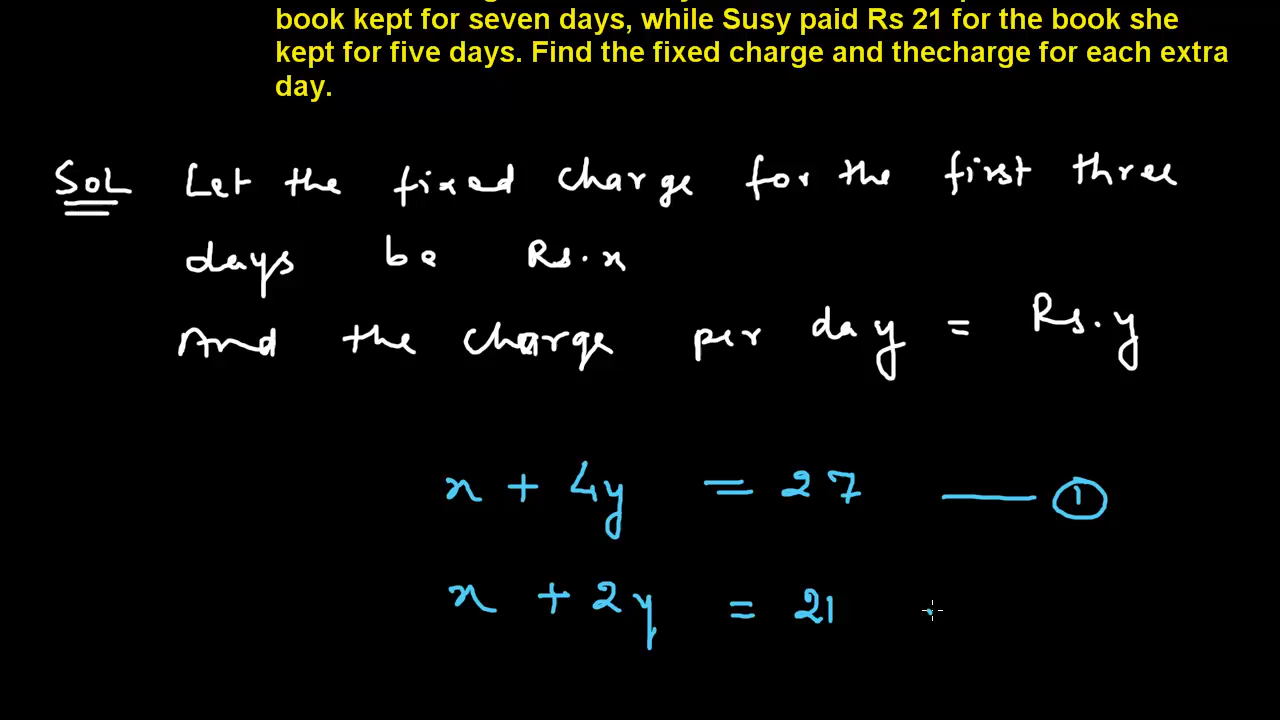 book kept for seven days, while Susy paid Rs 21 for the book she
kept for five days. Find the fixed charge and thecharge for each extra
day.
SOL Let the fixed charge for the first three
days be Rs. x
And the charge per day = Rs. y
x + 4y = 27 —— ①
x + 2y = 21